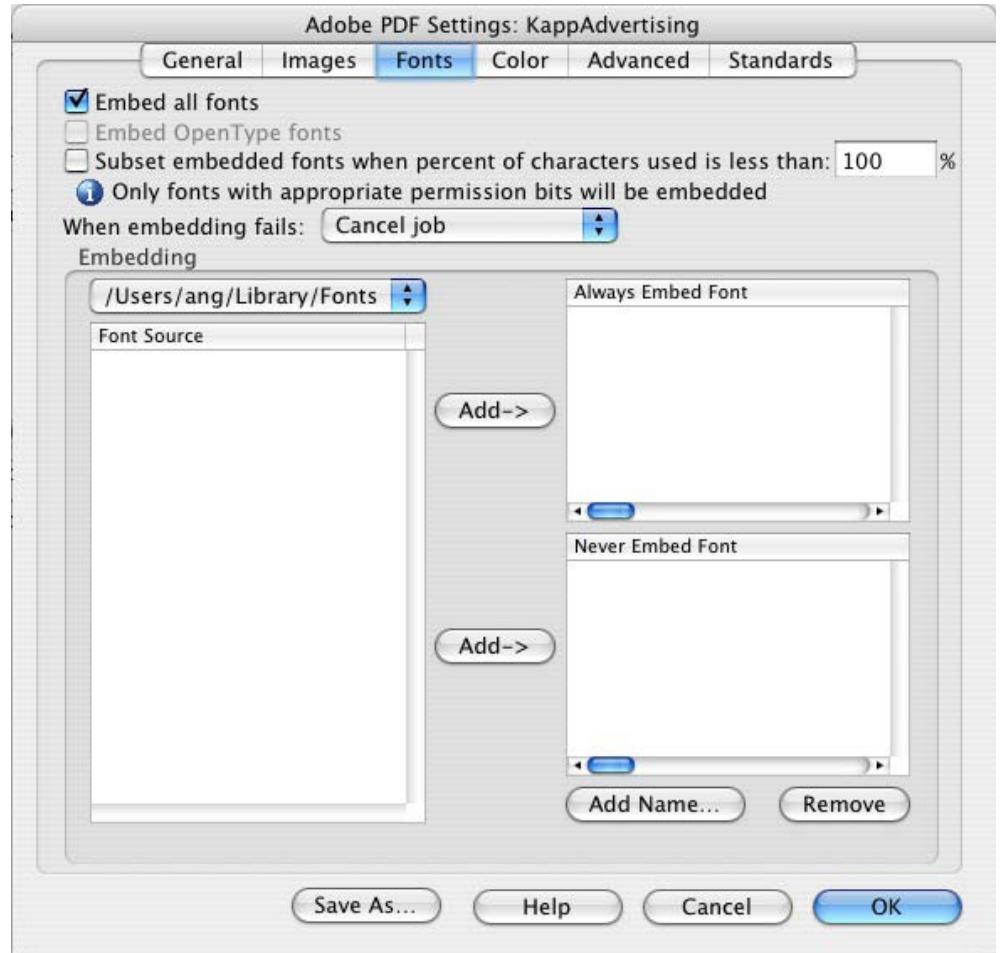 Adobe PDF Settings: KappAdvertising
General Images Fonts Color Advanced Standards
Embed all fonts
Embed OpenType fonts
Subset embedded fonts when percent of characters used is less than: 100 %
Only fonts with appropriate permission bits will be embedded
When embedding fails: Cancel job
Embedding
/Users/ang/Library/Fonts
Font Source
Always Embed Font
Add->
Never Embed Font
Add->
Add Name... Remove
Save As... Help Cancel OK